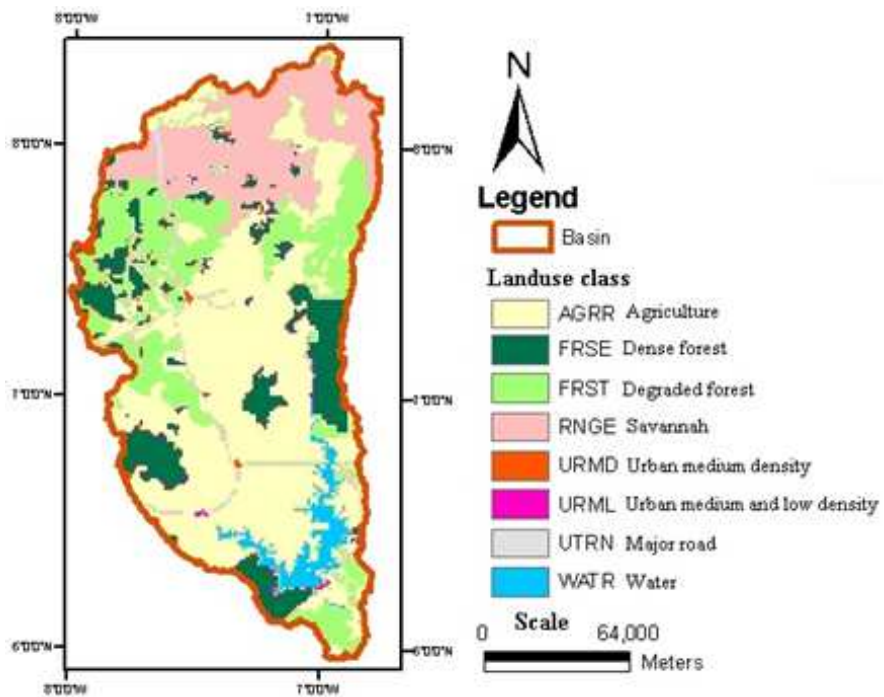 N
Legend
Basin
Landuse class
AGRR Agriculture
FRSE Dense forest
FRST Degraded forest
RNGE Savannah
URMD Urban medium density
URML Urban medium and low density
UTRN Major road
WATR Water
Scale
0 64,000
Meters